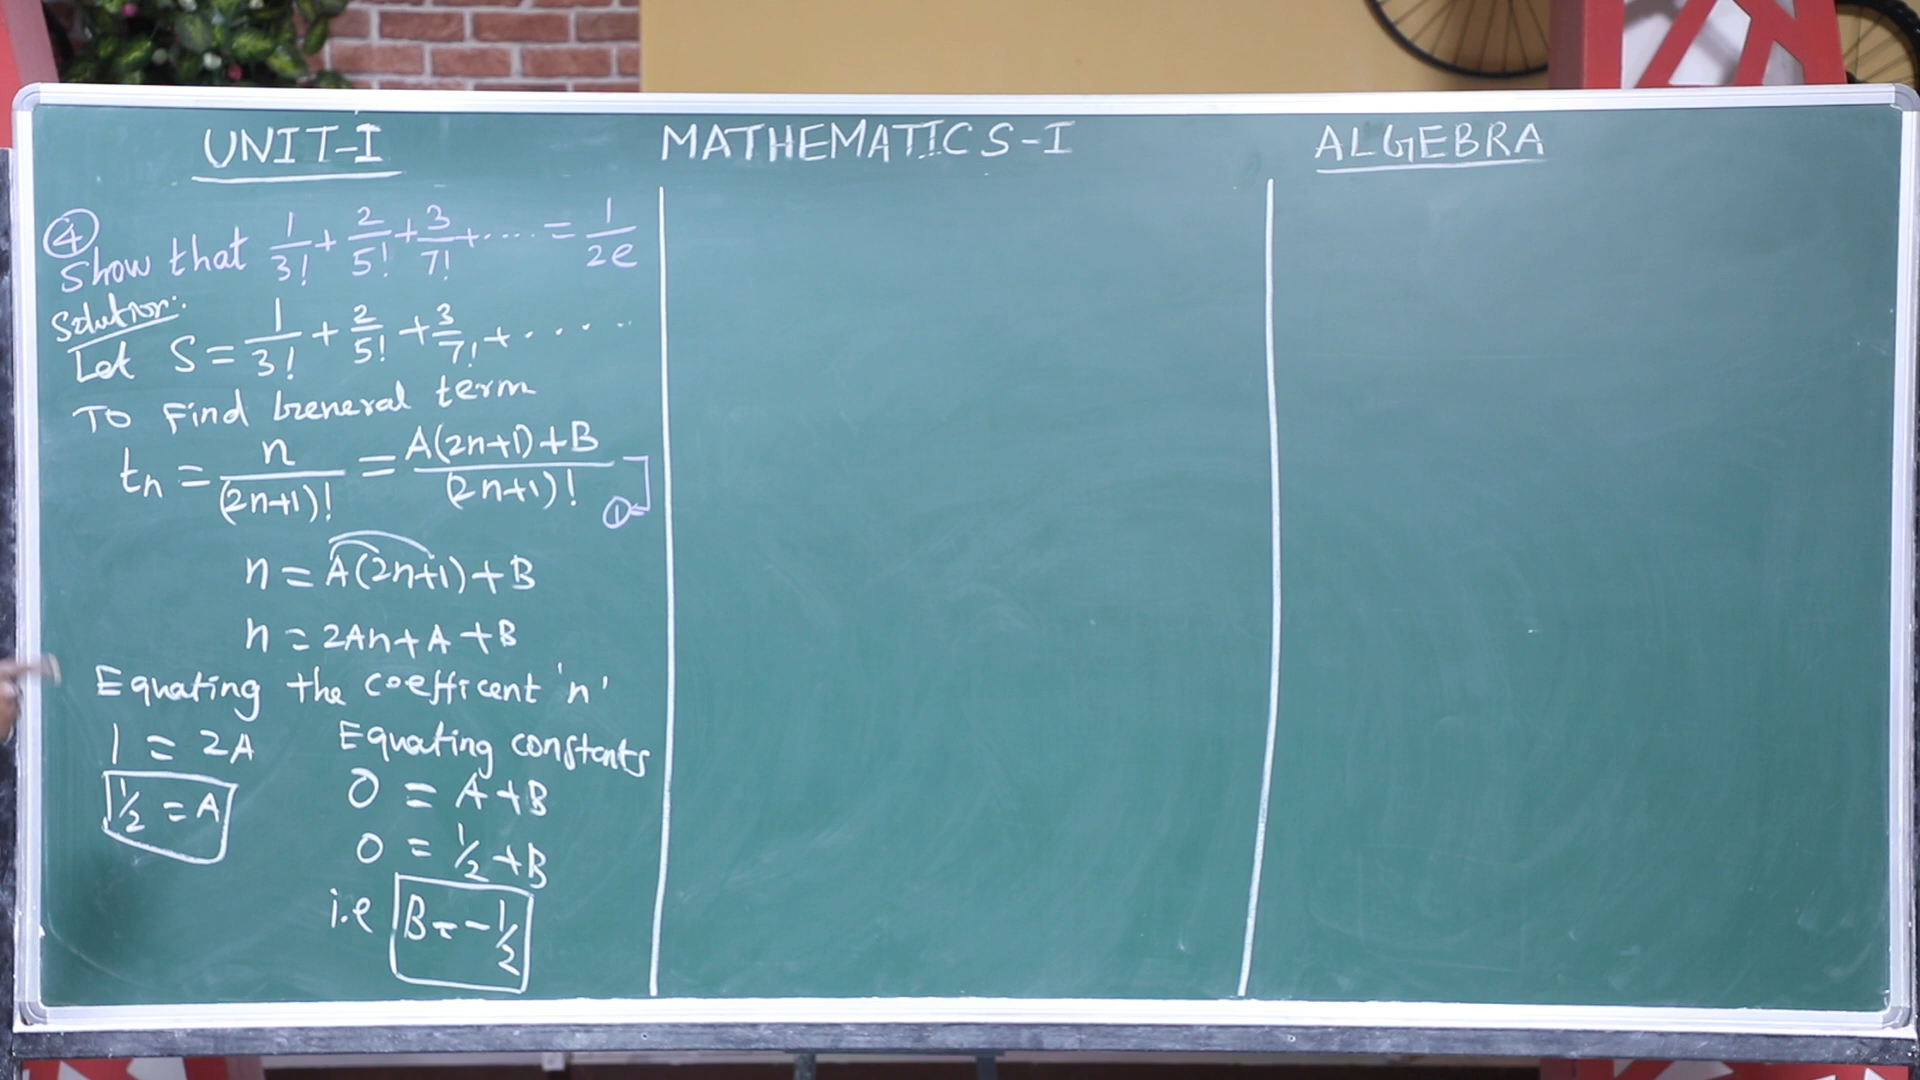 UNIT-I MATHEMATICS-I ALGEBRA
④
Show that 1/3! + 2/5! + 3/7! + ..... = 1/2e
Solution:
Let S = 1/3! + 2/5! + 3/7! + .....
TO Find General term
tn = n/(2n+1)! = A(2n+1)+B/(2n+1)! ①
n = A(2n+1)+B
n = 2An+A+B
Equating the coefficent 'n'
1 = 2A Equating constants
1/2 = A 0 = A+B
0 = 1/2+B
i.e B = -1/2